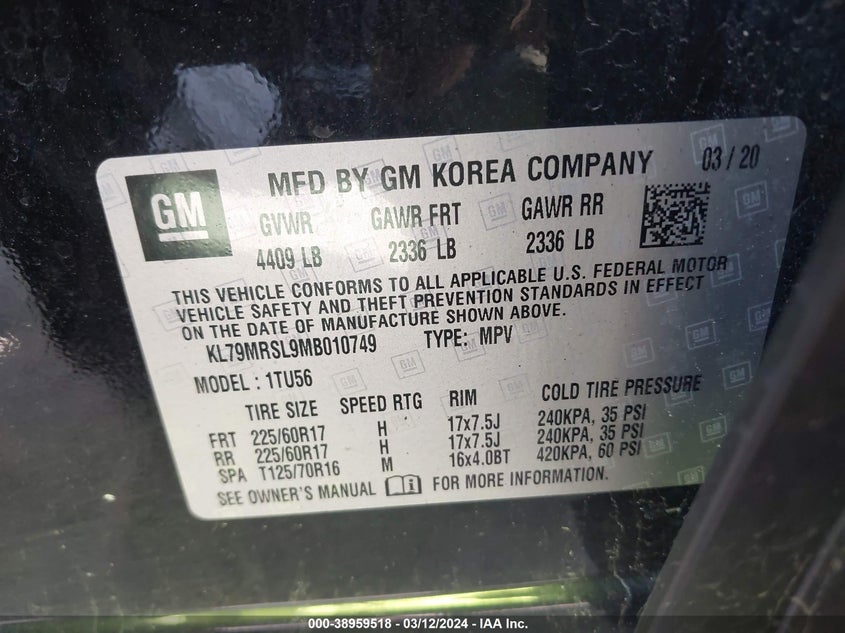 GM
MFD BY GM KOREA COMPANY 03 / 20
GVWR GAWR FRT GAWR RR
4409 LB 2336 LB 2336 LB
THIS VEHICLE CONFORMS TO ALL APPLICABLE U.S. FEDERAL MOTOR
VEHICLE SAFETY AND THEFT PREVENTION STANDARDS IN EFFECT
ON THE DATE OF MANUFACTURE SHOWN ABOVE.
KL79MRSL9MB010749 TYPE: MPV
MODEL : 1TU56
TIRE SIZE SPEED RTG RIM COLD TIRE PRESSURE
FRT 225/60R17 H 17x7.5J 240KPA, 35 PSI
RR 225/60R17 H 17x7.5J 240KPA, 35 PSI
SPA T125/70R16 M 16x4.0BT 420KPA, 60 PSI
SEE OWNER'S MANUAL FOR MORE INFORMATION.
000-38959518 - 03/12/2024 - IAA Inc.